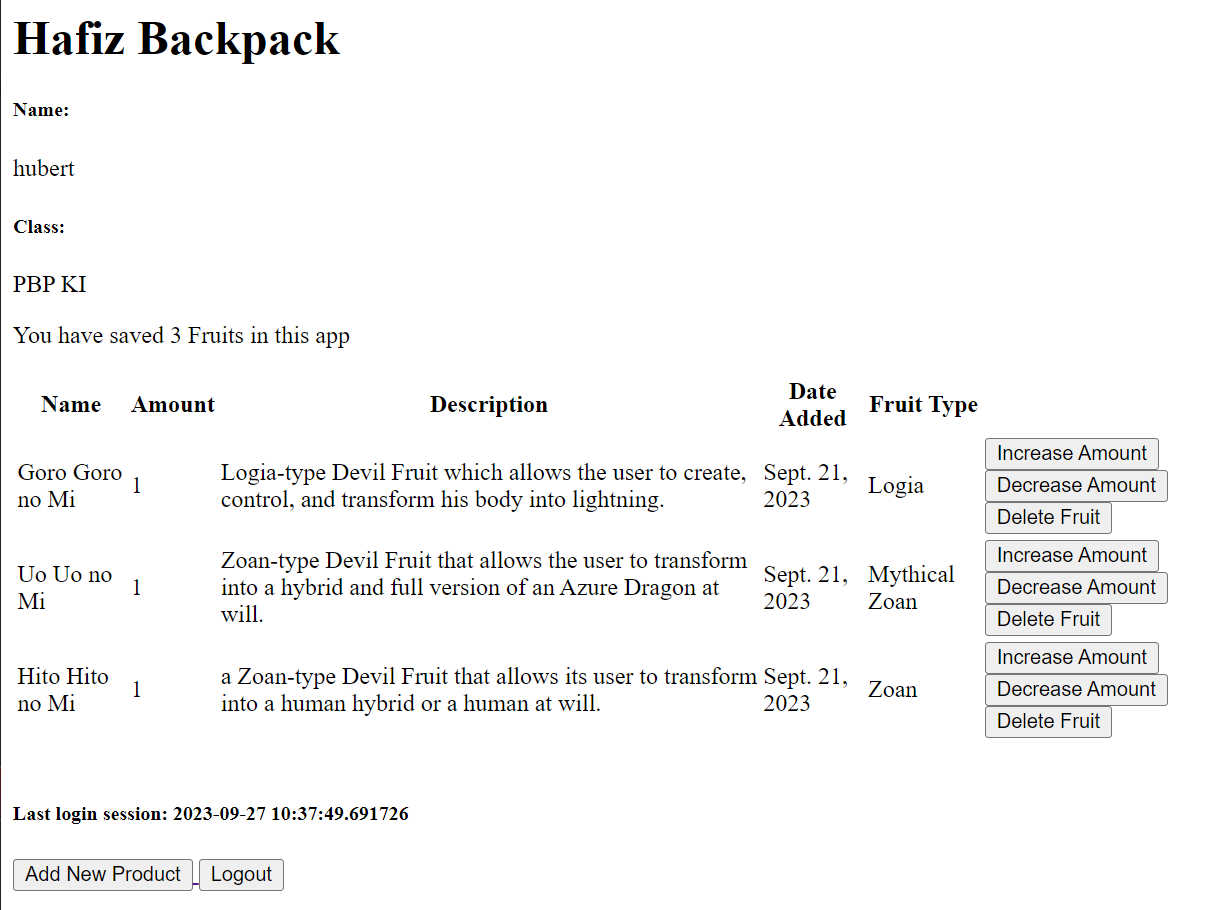 Hafiz Backpack
Name:
hubert
Class:
PBP KI
You have saved 3 Fruits in this app
Name Amount Description Date Added Fruit Type
Goro Goro no Mi 1 Logia-type Devil Fruit which allows the user to create, control, and transform his body into lightning. Sept. 21, 2023 Logia Increase Amount Decrease Amount Delete Fruit
Uo Uo no Mi 1 Zoan-type Devil Fruit that allows the user to transform into a hybrid and full version of an Azure Dragon at will. Sept. 21, 2023 Mythical Zoan Increase Amount Decrease Amount Delete Fruit
Hito Hito no Mi 1 a Zoan-type Devil Fruit that allows its user to transform into a human hybrid or a human at will. Sept. 21, 2023 Zoan Increase Amount Decrease Amount Delete Fruit
Last login session: 2023-09-27 10:37:49.691726
Add New Product Logout